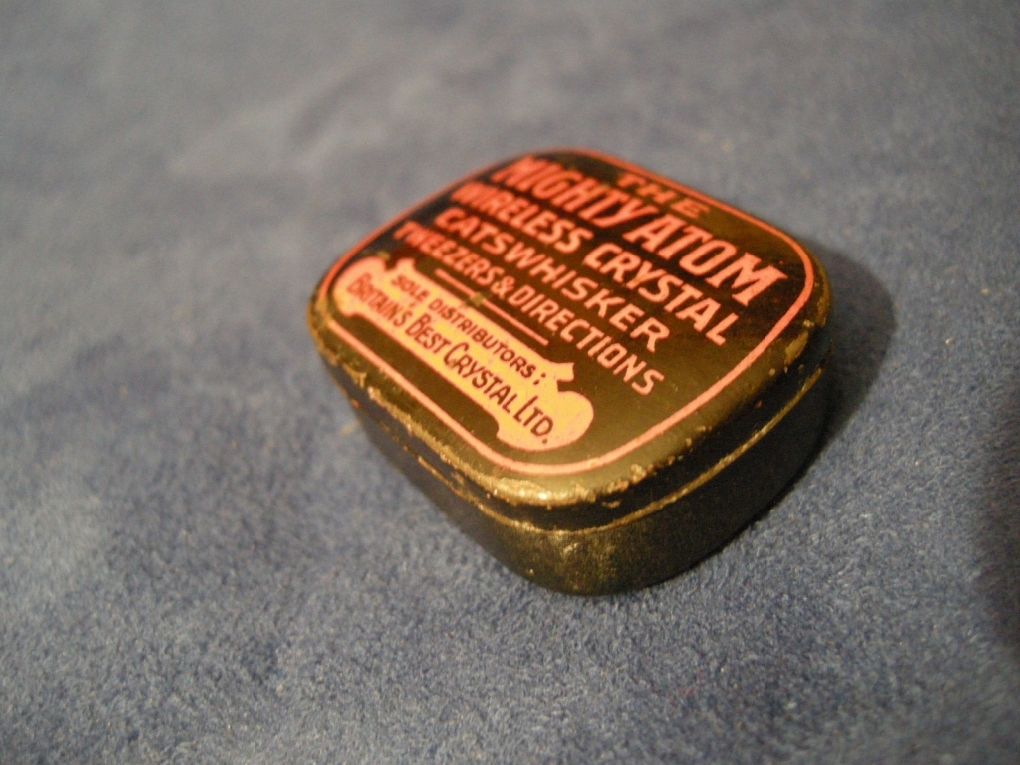 THE
MIGHTY ATOM
WIRELESS CRYSTAL
CATSWHISKER
TWEEZERS & DIRECTIONS
SOLE DISTRIBUTORS:
BRITAIN'S BEST CRYSTAL LTD.